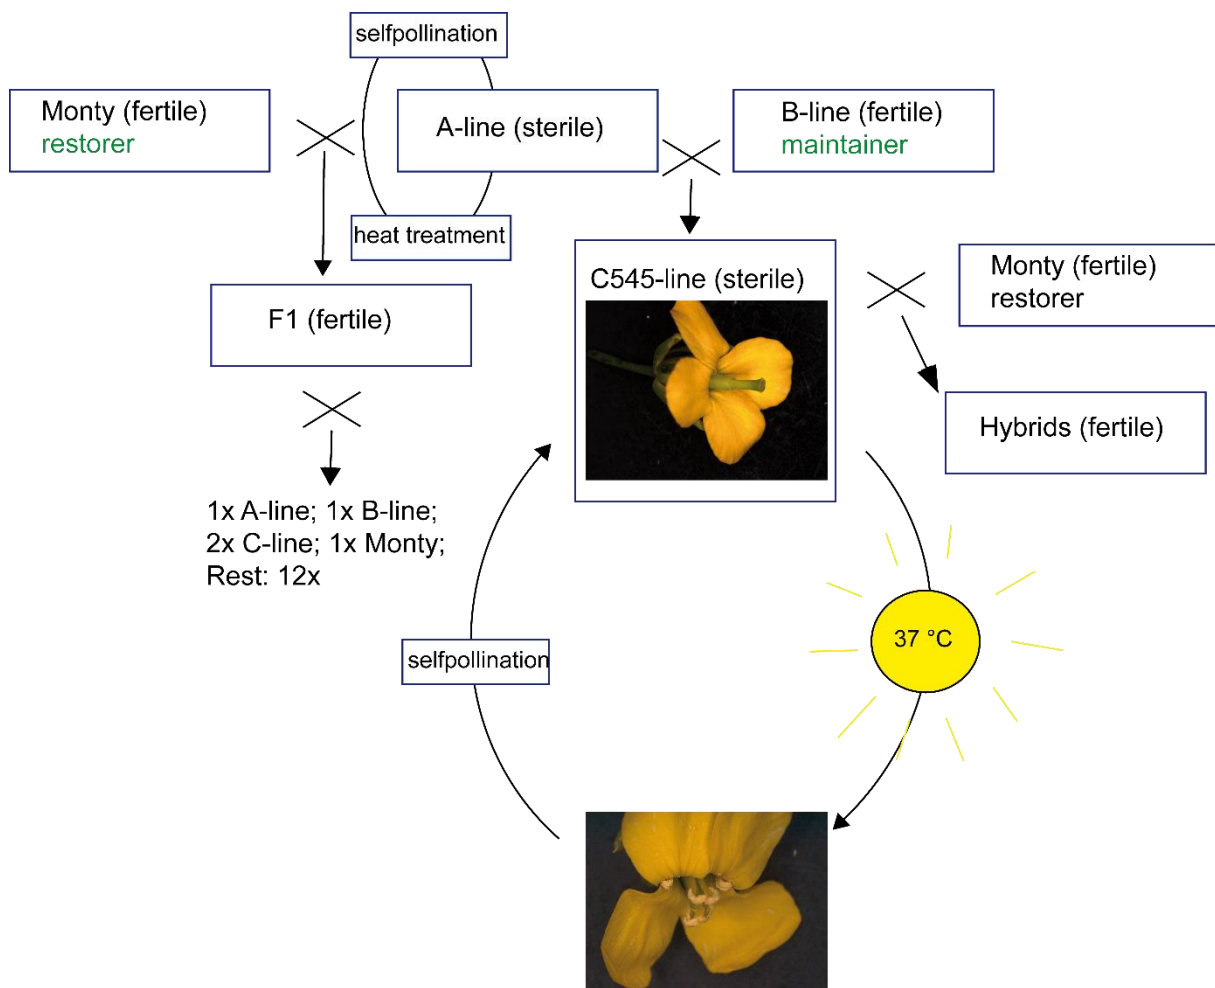 selfpollination
Monty (fertile)
restorer
A-line (sterile)
B-line (fertile)
maintainer
heat treatment
C545-line (sterile)
Monty (fertile)
restorer
F1 (fertile)
Hybrids (fertile)
1x A-line; 1x B-line;
2x C-line; 1x Monty;
Rest: 12x
37 °C
selfpollination